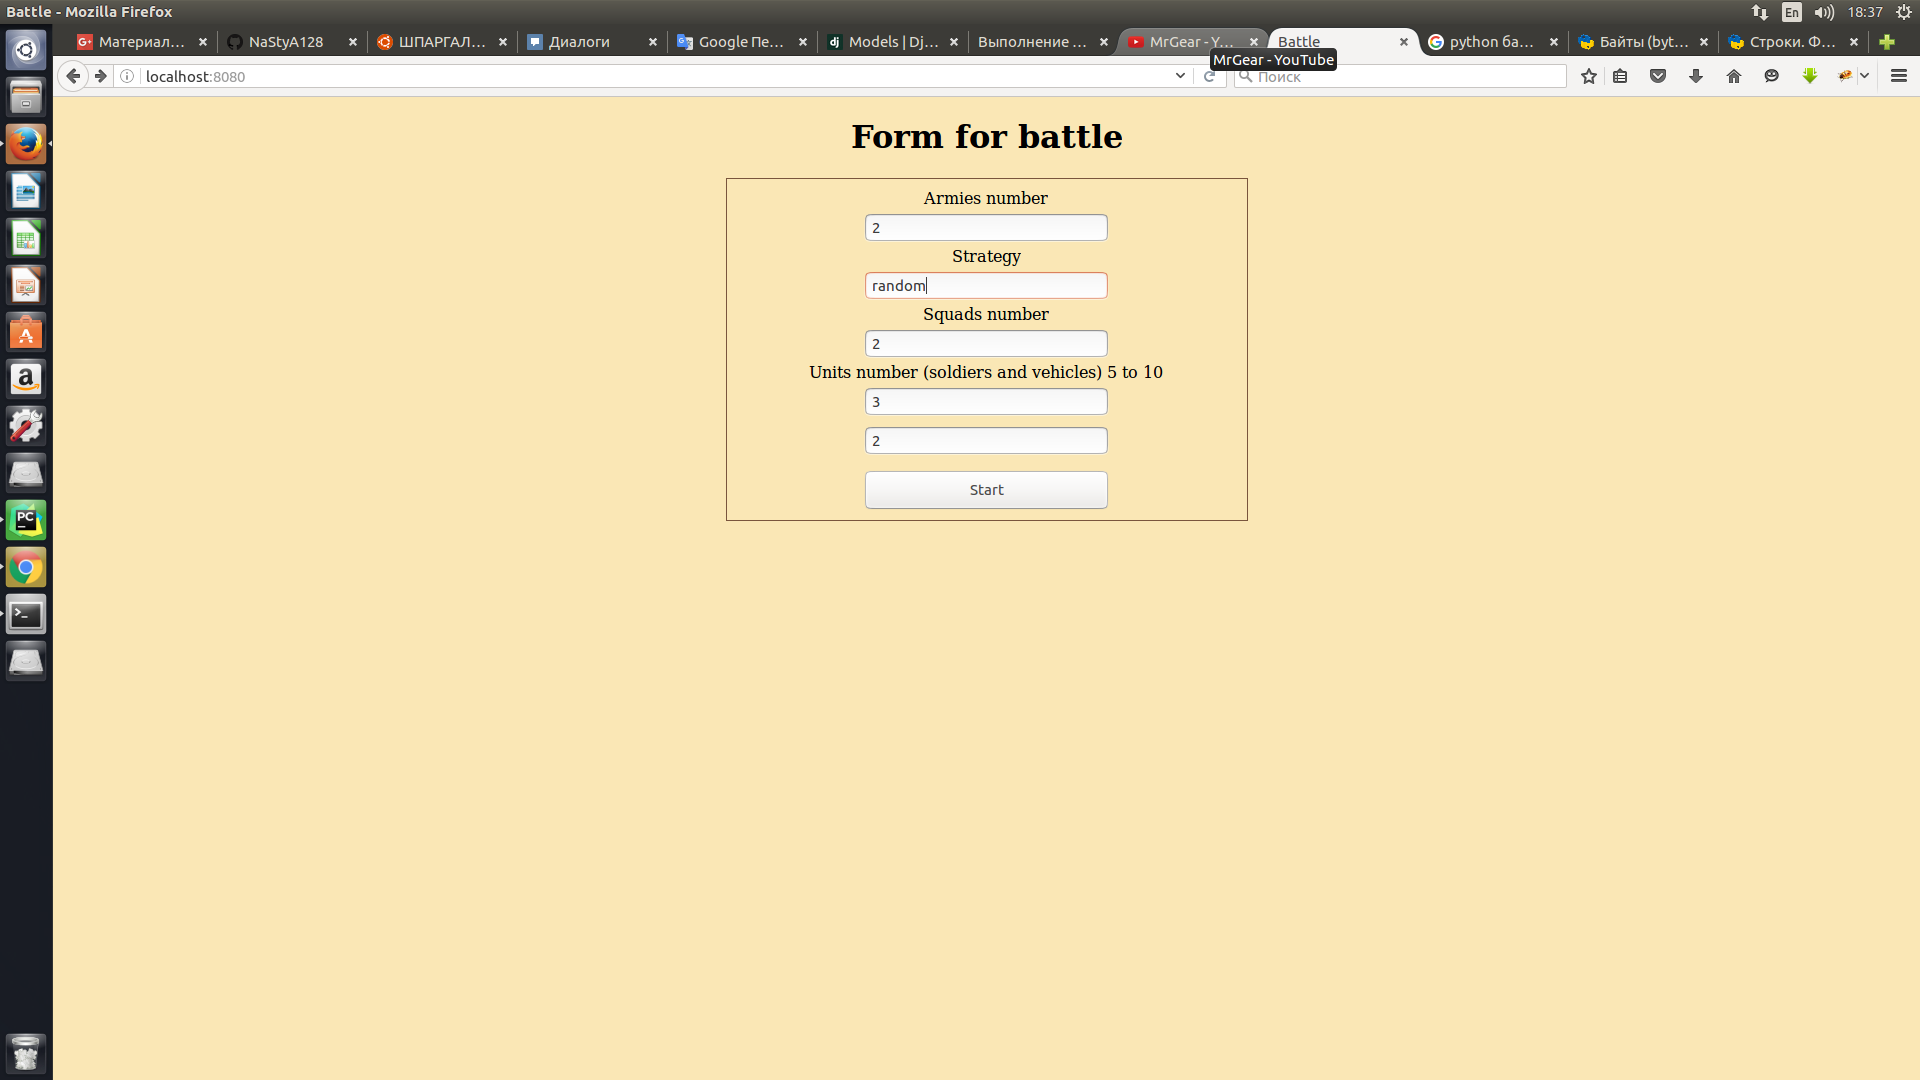 Battle - Mozilla Firefox
En
18:37
Материал...
NaStyA128
ШПАРГАЛ...
Диалоги
Google Пе...
Models | Dj...
Выполнение ...
MrGear - Y...
Battle
python ба...
Байты (byt...
Строки. Ф...
MrGear - YouTube
localhost:8080
Поиск
Form for battle
Armies number
2
Strategy
random
Squads number
2
Units number (soldiers and vehicles) 5 to 10
3
2
Start